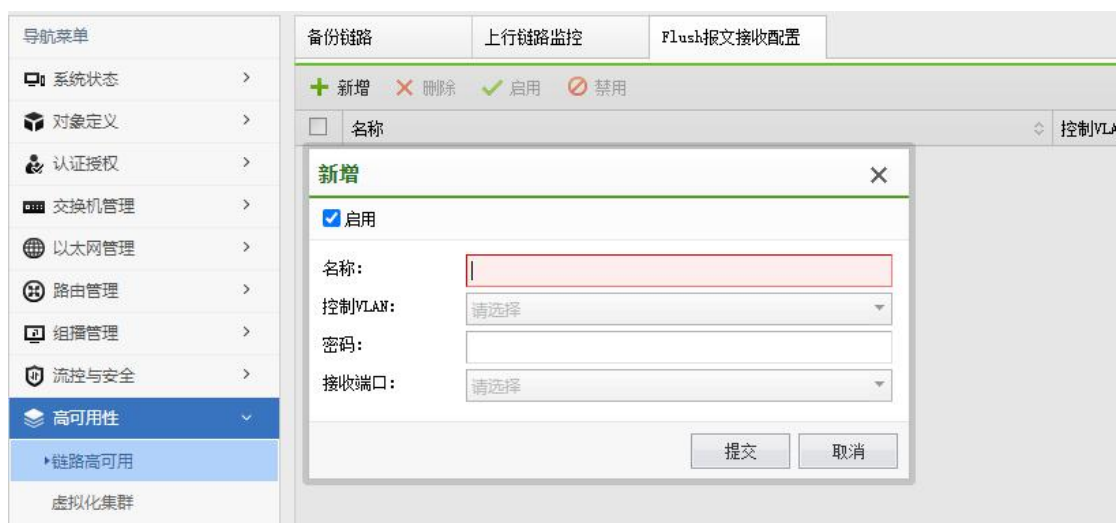 导航菜单
系统状态
对象定义
认证授权
交换机管理
以太网管理
路由管理
组播管理
流控与安全
高可用性
链路高可用
虚拟化集群
备份链路 上行链路监控 Flush报文接收配置
新增 删除 启用 禁用
名称 控制VLA
新增
启用
名称:
控制VLAN: 请选择
密码:
接收端口: 请选择
提交 取消